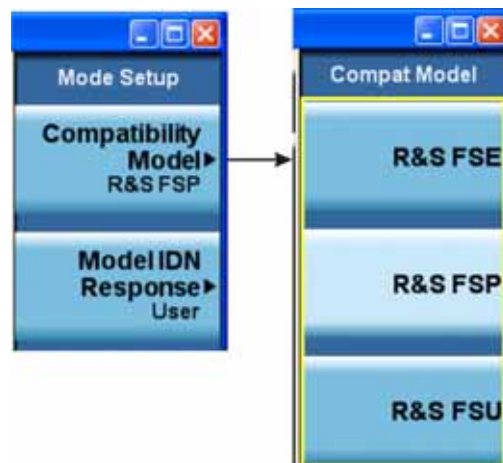 Mode Setup
Compatibility
Model
R&S FSP
Model IDN
Response
User
Compat Model
R&S FSE
R&S FSP
R&S FSU